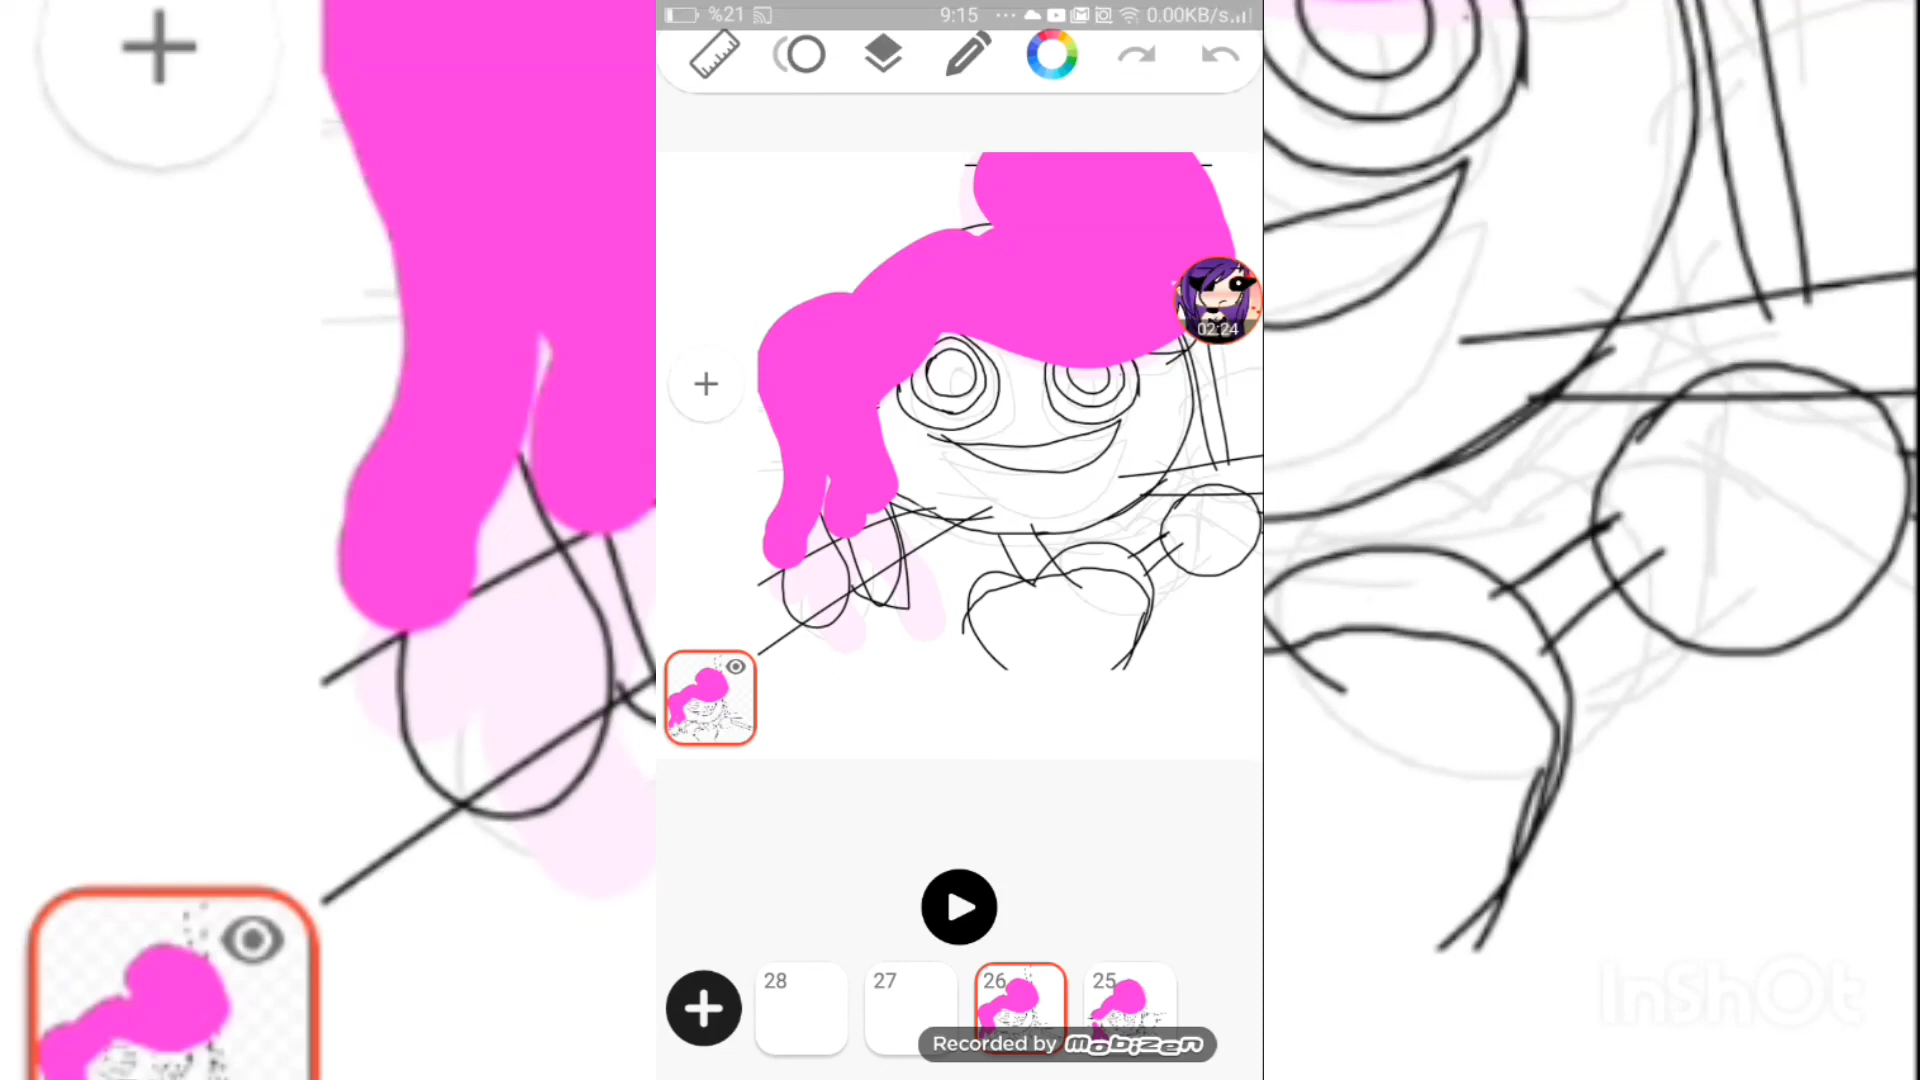 %21 9:15 ... 0.00KB/s
02:24
28 27 26 25
Recorded by mobizen
InShOt